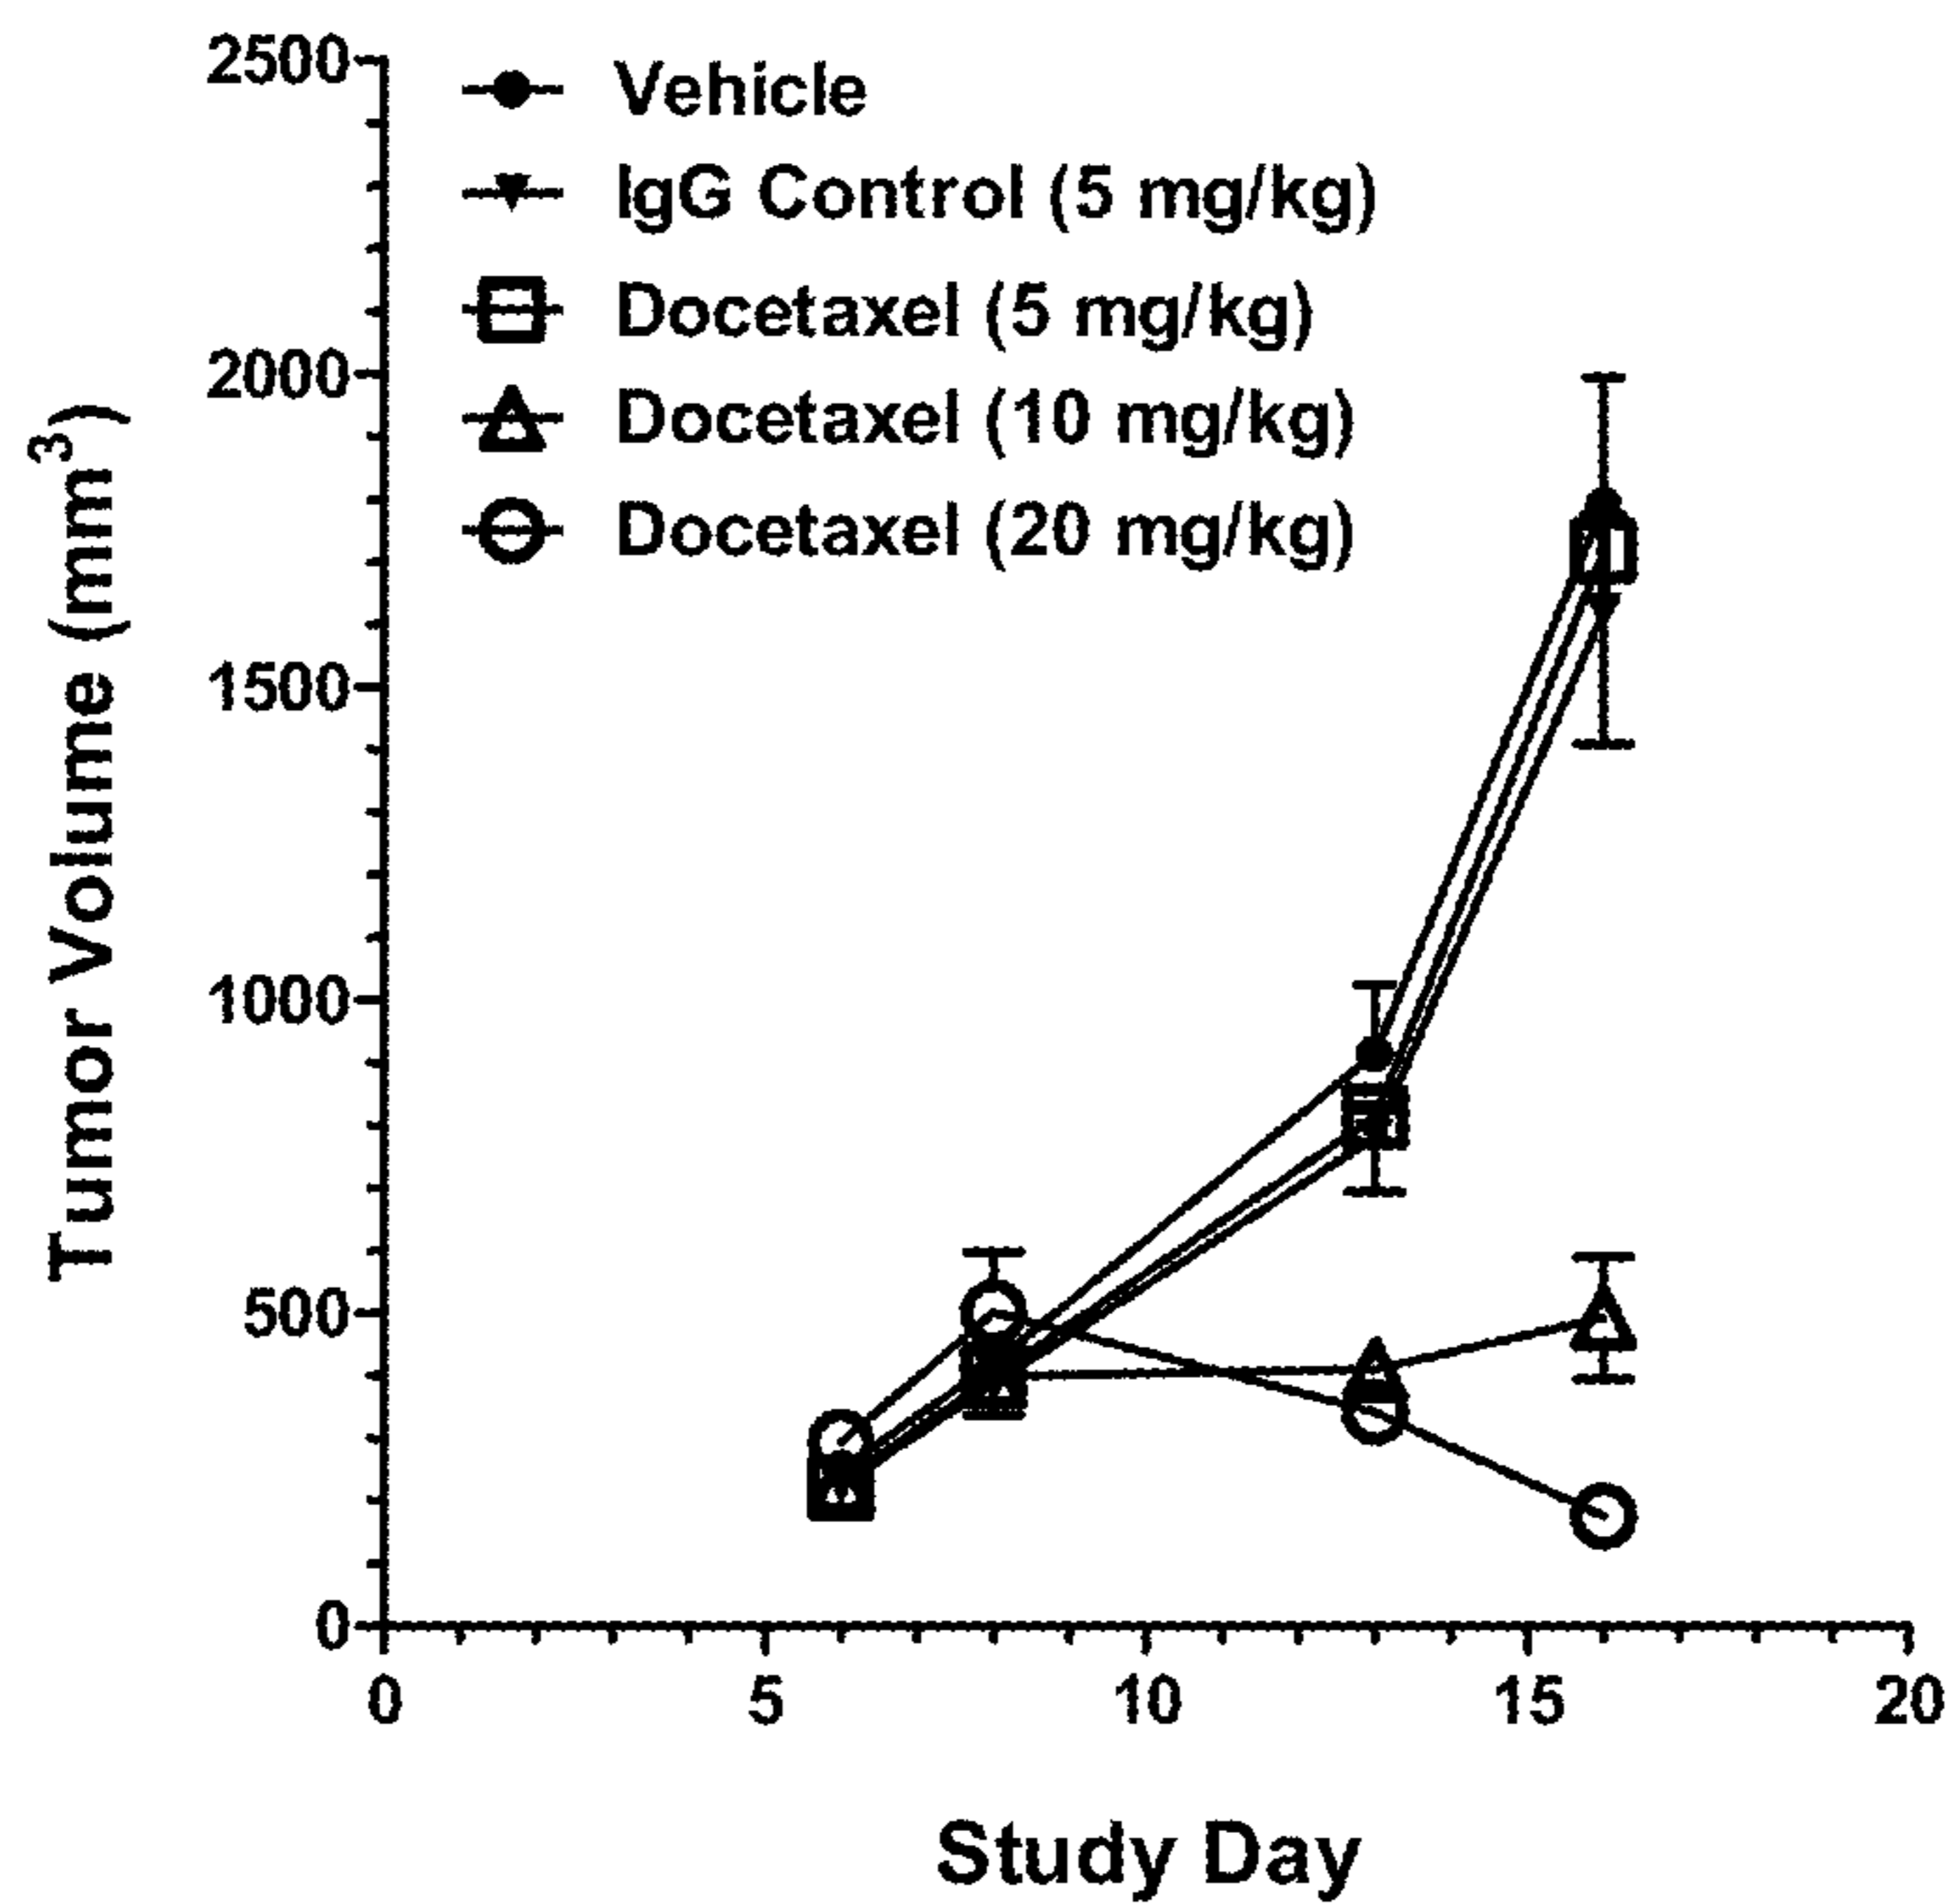 2500
2000
1500
1000
500
0
Tumor Volume (mm³)
Vehicle
IgG Control (5 mg/kg)
Docetaxel (5 mg/kg)
Docetaxel (10 mg/kg)
Docetaxel (20 mg/kg)
0 5 10 15 20
Study Day